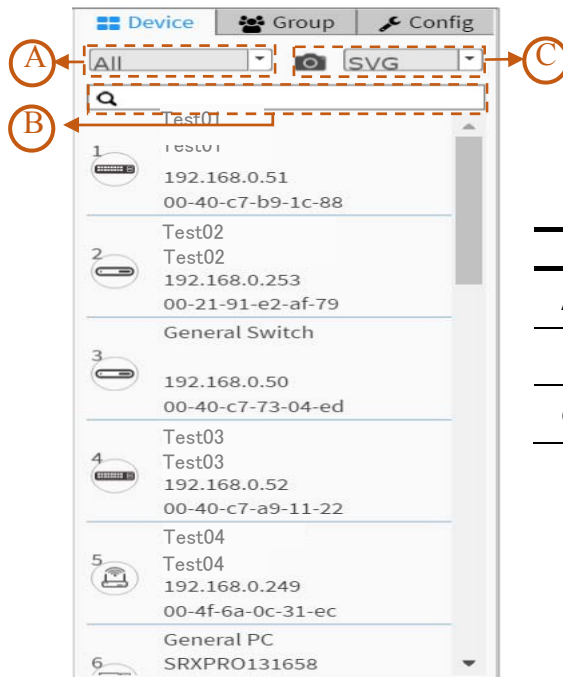 Device Group Config
A All SVG C
B
Test01
1 Test01
192.168.0.51
00-40-c7-b9-1c-88
Test02
2 Test02
192.168.0.253
00-21-91-e2-af-79
General Switch
3
192.168.0.50
00-40-c7-73-04-ed
Test03
4 Test03
192.168.0.52
00-40-c7-a9-11-22
Test04
5 Test04
192.168.0.249
00-4f-6a-0c-31-ec
General PC
6 SRXPRO131658